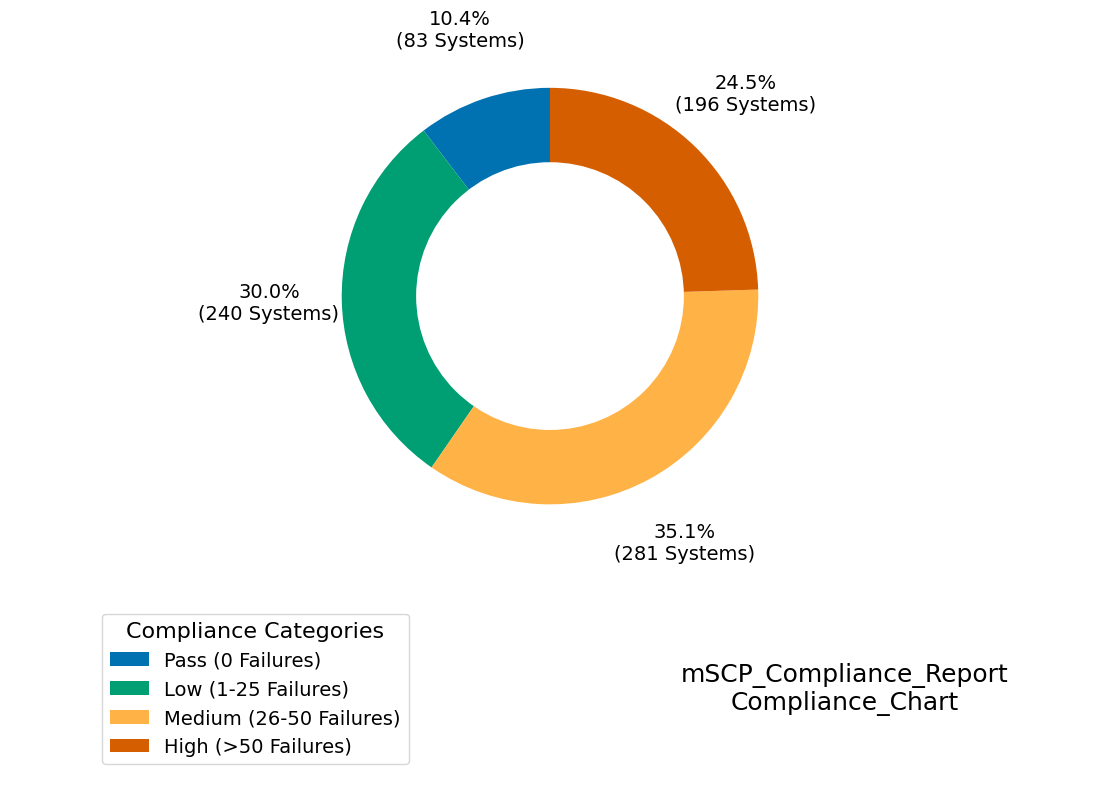 10.4%
(83 Systems)
24.5%
(196 Systems)
30.0%
(240 Systems)
35.1%
(281 Systems)
Compliance Categories
Pass (0 Failures)
Low (1-25 Failures)
Medium (26-50 Failures)
High (>50 Failures)
mSCP_Compliance_Report
Compliance_Chart